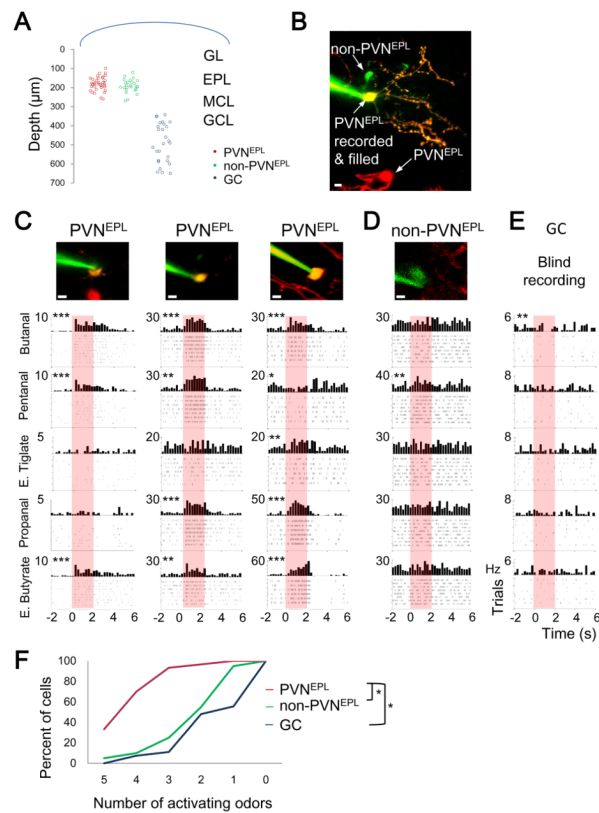 A
Depth (µm)
0
100
200
300
400
500
600
700
GL
EPL
MCL
GCL
PVNEPL
non-PVNEPL
GC
B
non-PVNEPL
PVNEPL
recorded
& filled
PVNEPL
C
PVNEPL PVNEPL PVNEPL
D
non-PVNEPL
E
GC
Blind
recording
Butanal 10 *** 30 *** 30 *** 30 6 **
Pentanal 10 *** 30 ** 20 * 40 ** 8
E. Tiglate 5 20 20 ** 30 8
Propanal 5 30 *** 50 *** 30 8
E. Butyrate 10 *** 30 ** 60 *** 30 6
Hz
Trials
-2 0 2 4 6 -2 0 2 4 6 -2 0 2 4 6 -2 0 2 4 6 -2 0 2 4 6
Time (s)
F
Percent of cells
100
80
60
40
20
0
5 4 3 2 1 0
Number of activating odors
PVNEPL
non-PVNEPL
GC
*
*